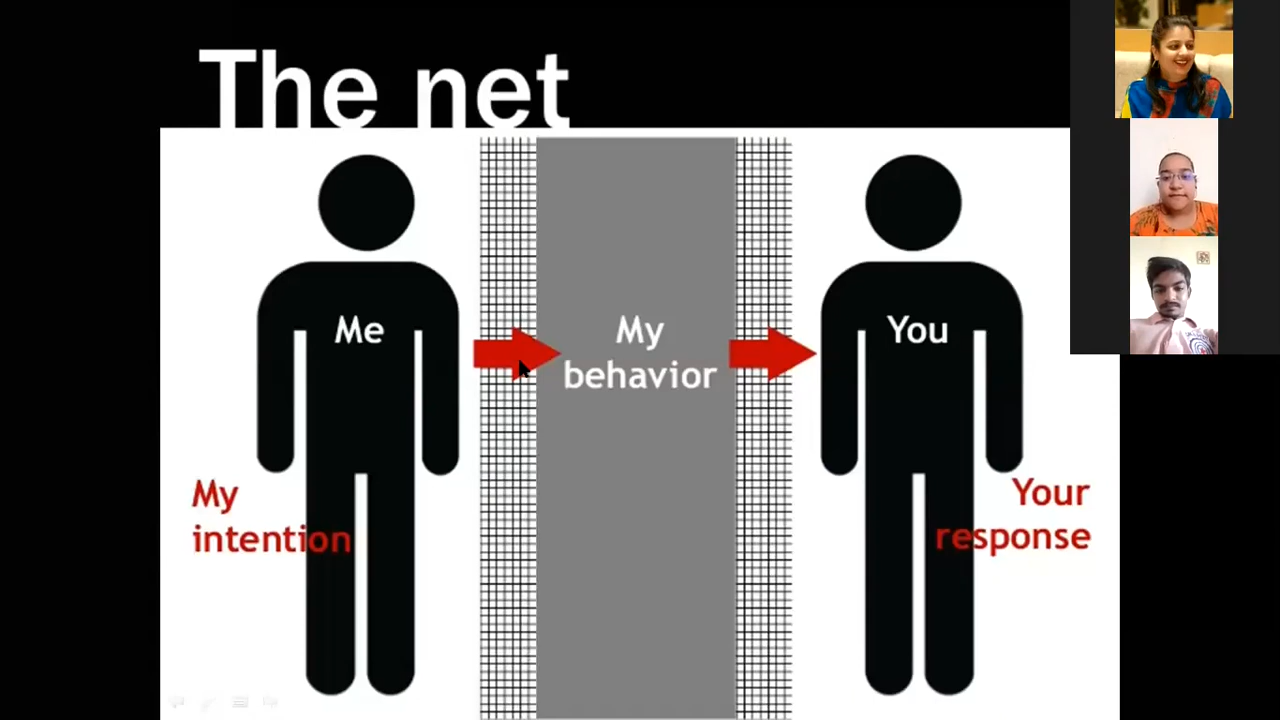 The net
Me
My
behavior
You
My
intention
Your
response